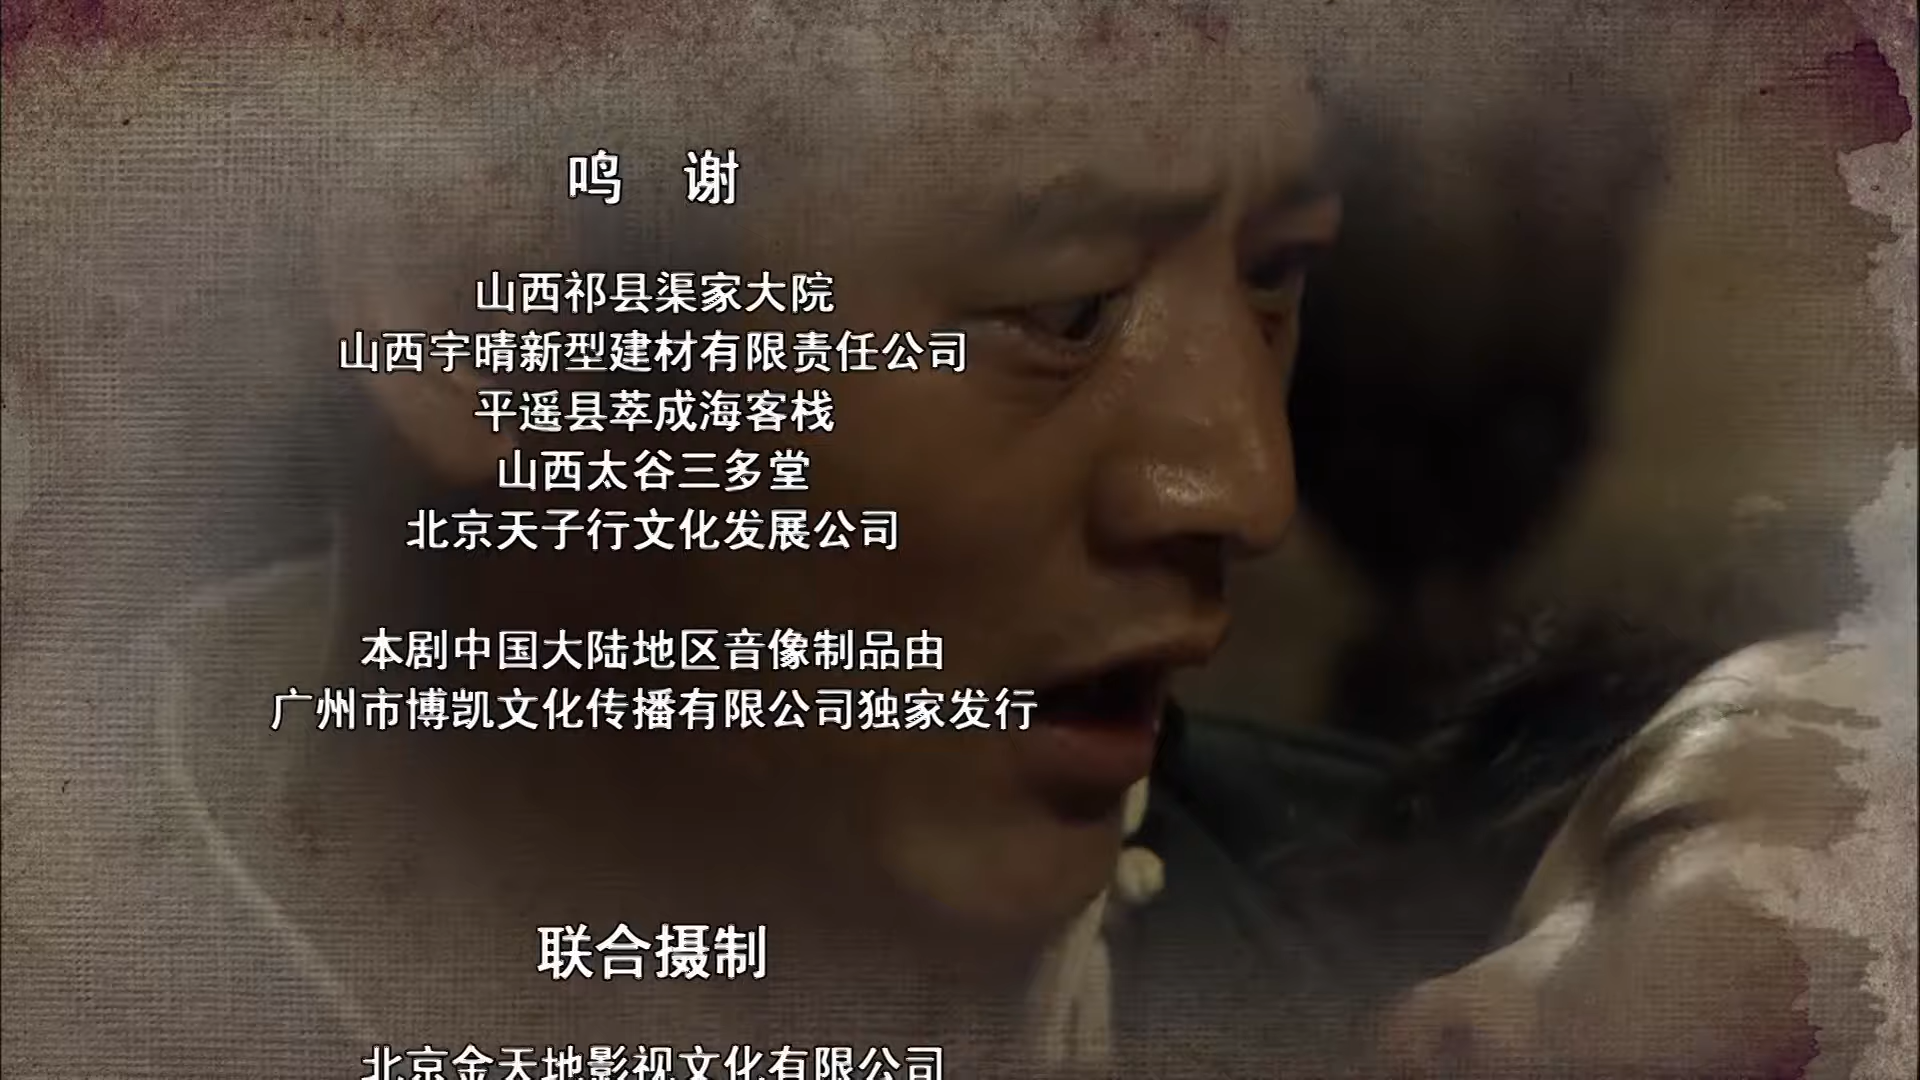 鸣 谢
山西祁县渠家大院
山西宇晴新型建材有限责任公司
平遥县萃成海客栈
山西太谷三多堂
北京天子行文化发展公司
本剧中国大陆地区音像制品由
广州市博凯文化传播有限公司独家发行
联合摄制
北京金天地影视文化有限公司